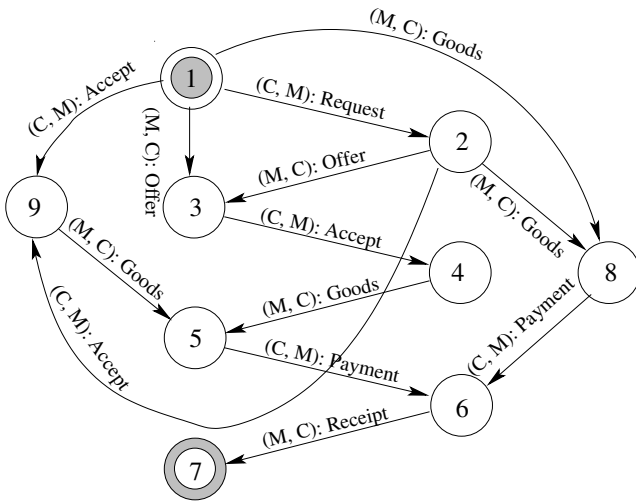 (M, C): Goods
1
(C, M): Accept
(C, M): Request
(M, C): Offer
2
(M, C): Offer
(M, C): Goods
9
3
(C, M): Accept
(M, C): Goods
4
8
(M, C): Goods
5
(C, M): Accept
(C, M): Payment
(C, M): Payment
6
(M, C): Receipt
7